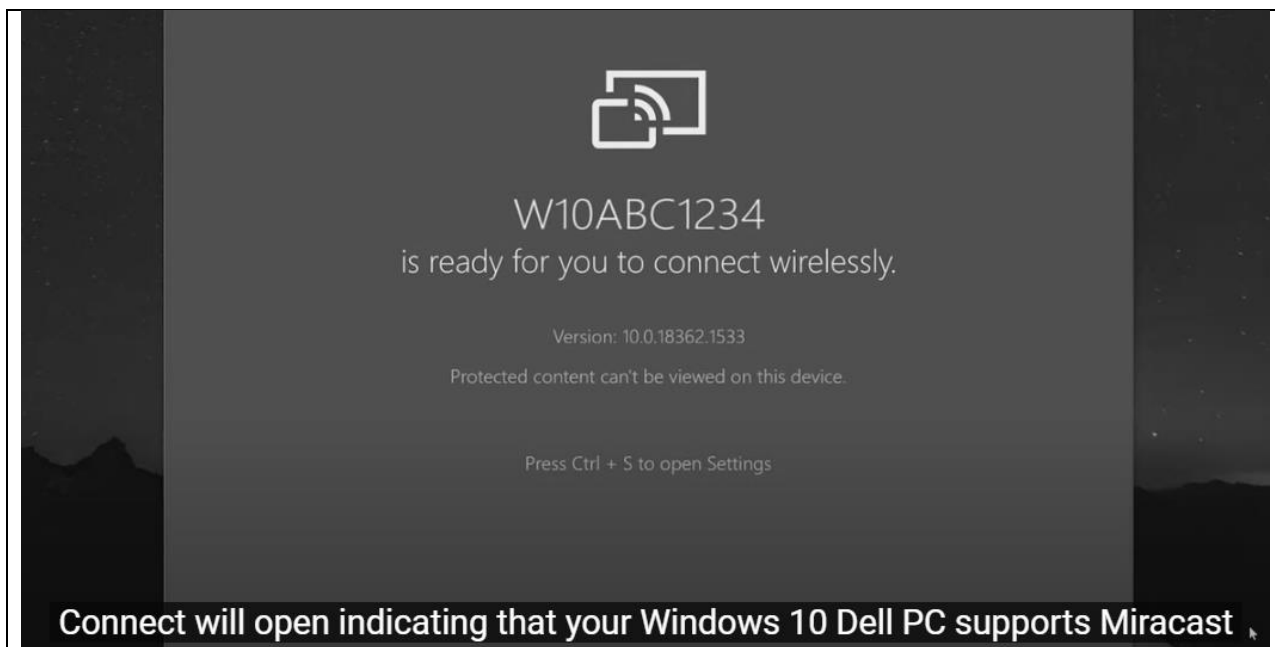 W10ABC1234
is ready for you to connect wirelessly.
Version: 10.0.18362.1533
Protected content can't be viewed on this device.
Press Ctrl + S to open Settings
Connect will open indicating that your Windows 10 Dell PC supports Miracast